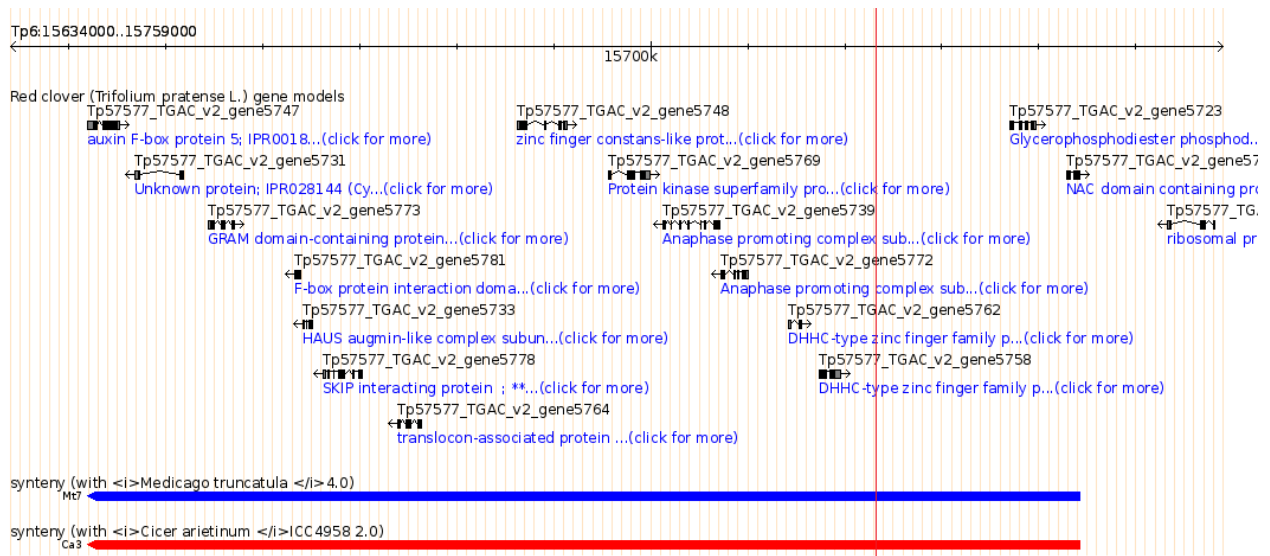 Tp6:15634000..15759000
15700k
Red clover (Trifolium pratense L.) gene models
Tp57577_TGAC_v2_gene5747
Tp57577_TGAC_v2_gene5748
Tp57577_TGAC_v2_gene5723
auxin F-box protein 5; IPR0018...(click for more)
zinc finger constans-like prot...(click for more)
Glycerophosphodiester phosphod..
Tp57577_TGAC_v2_gene5731
Tp57577_TGAC_v2_gene5769
Tp57577_TGAC_v2_gene57
Unknown protein; IPR028144 (Cy...(click for more)
Protein kinase superfamily pro...(click for more)
NAC domain containing pro
Tp57577_TGAC_v2_gene5773
Tp57577_TGAC_v2_gene5739
Tp57577_TG
GRAM domain-containing protein...(click for more)
Anaphase promoting complex sub...(click for more)
ribosomal pr
Tp57577_TGAC_v2_gene5781
Tp57577_TGAC_v2_gene5772
F-box protein interaction doma...(click for more)
Anaphase promoting complex sub...(click for more)
Tp57577_TGAC_v2_gene5733
Tp57577_TGAC_v2_gene5762
HAUS augmin-like complex subun...(click for more)
DHHC-type zinc finger family p...(click for more)
Tp57577_TGAC_v2_gene5778
Tp57577_TGAC_v2_gene5758
SKIP interacting protein ; **...(click for more)
DHHC-type zinc finger family p...(click for more)
Tp57577_TGAC_v2_gene5764
translocon-associated protein ...(click for more)
synteny (with <i>Medicago truncatula </i>4.0)
Mt7
synteny (with <i>Cicer arietinum </i>ICC4958 2.0)
Ca3